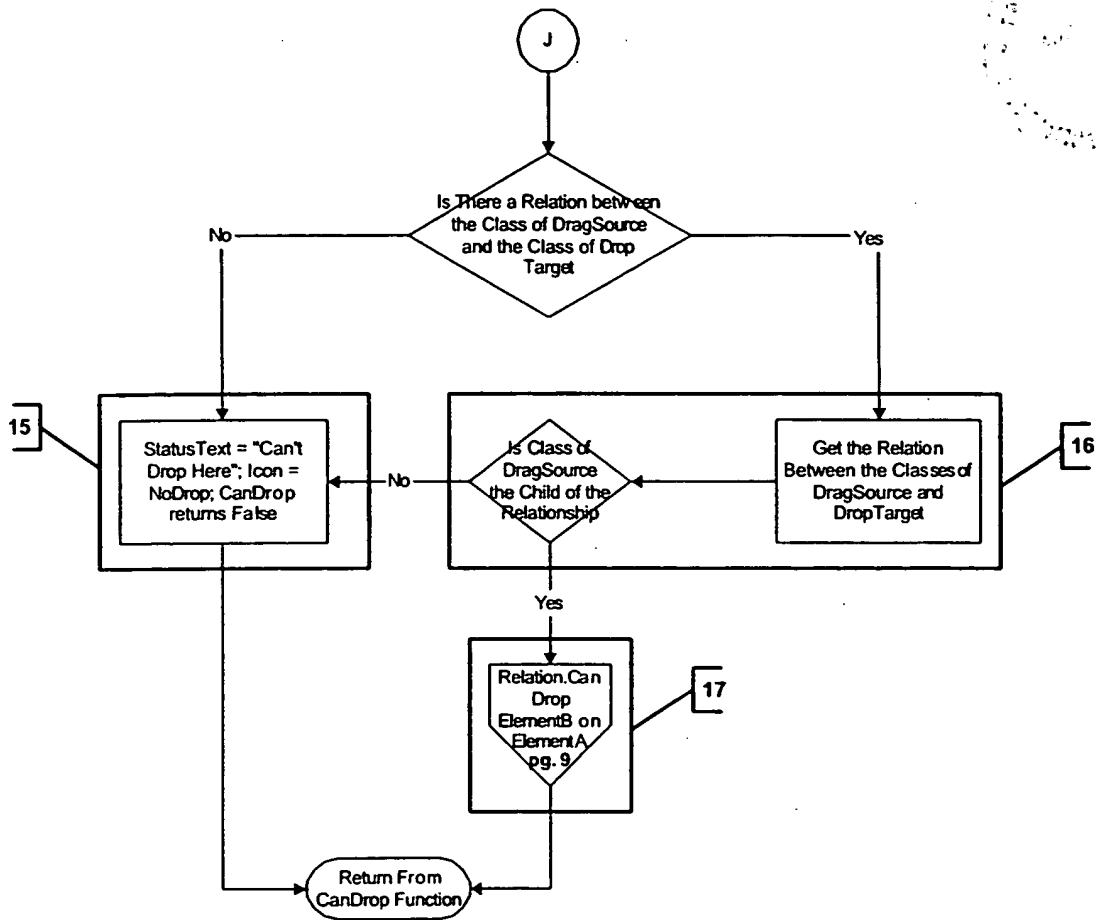 J
Is There a Relation between
the Class of DragSource
and the Class of Drop
Target
No
Yes
15
StatusText = "Can't
Drop Here"; Icon =
NoDrop; CanDrop
returns False
No
Is Class of
DragSource
the Child of the
Relationship
Get the Relation
Between the Classes of
DragSource and
DropTarget
16
Yes
Relation.Can
Drop
ElementB on
ElementA
pg. 9
17
Return From
CanDrop Function